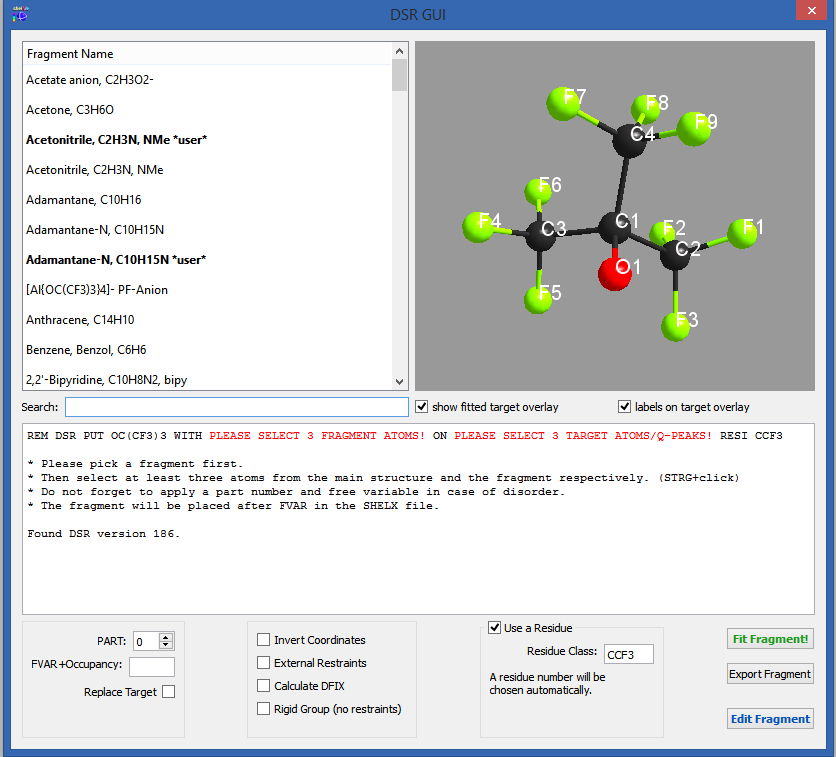 DSR GUI
Fragment Name
Acetate anion, C2H3O2-
Acetone, C3H6O
Acetonitrile, C2H3N, NMe *user*
Acetonitrile, C2H3N, NMe
Adamantane, C10H16
Adamantane-N, C10H15N
Adamantane-N, C10H15N *user*
[Al{OC(CF3)3}4]- PF-Anion
Anthracene, C14H10
Benzene, Benzol, C6H6
2,2'-Bipyridine, C10H8N2, bipy
F7
F8
F9
C4
F6
F4
C3
C1
F2
F1
C2
O1
F5
F3
Search:
show fitted target overlay
labels on target overlay
REM DSR PUT OC(CF3)3 WITH PLEASE SELECT 3 FRAGMENT ATOMS! ON PLEASE SELECT 3 TARGET ATOMS/Q-PEAKS! RESI CCF3
* Please pick a fragment first.
* Then select at least three atoms from the main structure and the fragment respectively. (STRG+click)
* Do not forget to apply a part number and free variable in case of disorder.
* The fragment will be placed after FVAR in the SHELX file.
Found DSR version 186.
PART: 0
FVAR+Occupancy:
Replace Target
Invert Coordinates
External Restraints
Calculate DFIX
Rigid Group (no restraints)
Use a Residue
Residue Class: CCF3
A residue number will be
chosen automatically.
Fit Fragment!
Export Fragment
Edit Fragment